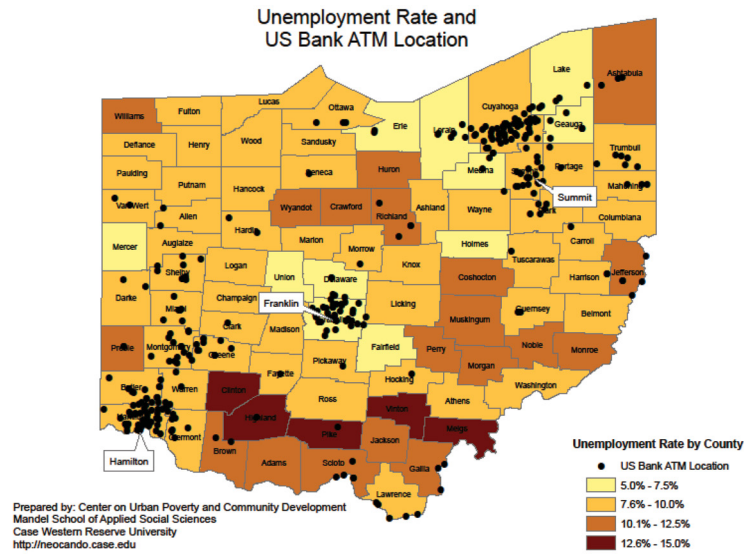 Unemployment Rate and
US Bank ATM Location
Lake
Ashtabula
Lucas
Ottawa
Cuyahoga
Williams
Fulton
Erie
Lorain
Geauga
Wood
Sandusky
Defiance
Henry
Trumbull
Huron
Medina
Portage
Paulding
Seneca
Putnam
Hancock
Mahoning
Summit
Van Wert
Wyandot
Crawford
Richland
Ashland
Wayne
Stark
Allen
Columbiana
Hardin
Mercer
Auglaize
Marion
Holmes
Carroll
Morrow
Tuscarawas
Logan
Knox
Shelby
Union
Delaware
Coshocton
Harrison
Jefferson
Darke
Champaign
Franklin
Licking
Miami
Guernsey
Belmont
Clark
Madison
Muskingum
Preble
Montgomery
Greene
Fairfield
Perry
Noble
Monroe
Pickaway
Morgan
Fayette
Hocking
Butler
Warren
Clinton
Washington
Ross
Athens
Vinton
Highland
Clermont
Pike
Meigs
Jackson
Hamilton
Brown
Adams
Scioto
Gallia
Lawrence
Unemployment Rate by County
US Bank ATM Location
5.0% - 7.5%
7.6% - 10.0%
10.1% - 12.5%
12.6% - 15.0%
Prepared by: Center on Urban Poverty and Community Development
Mandel School of Applied Social Sciences
Case Western Reserve University
http://neocando.case.edu